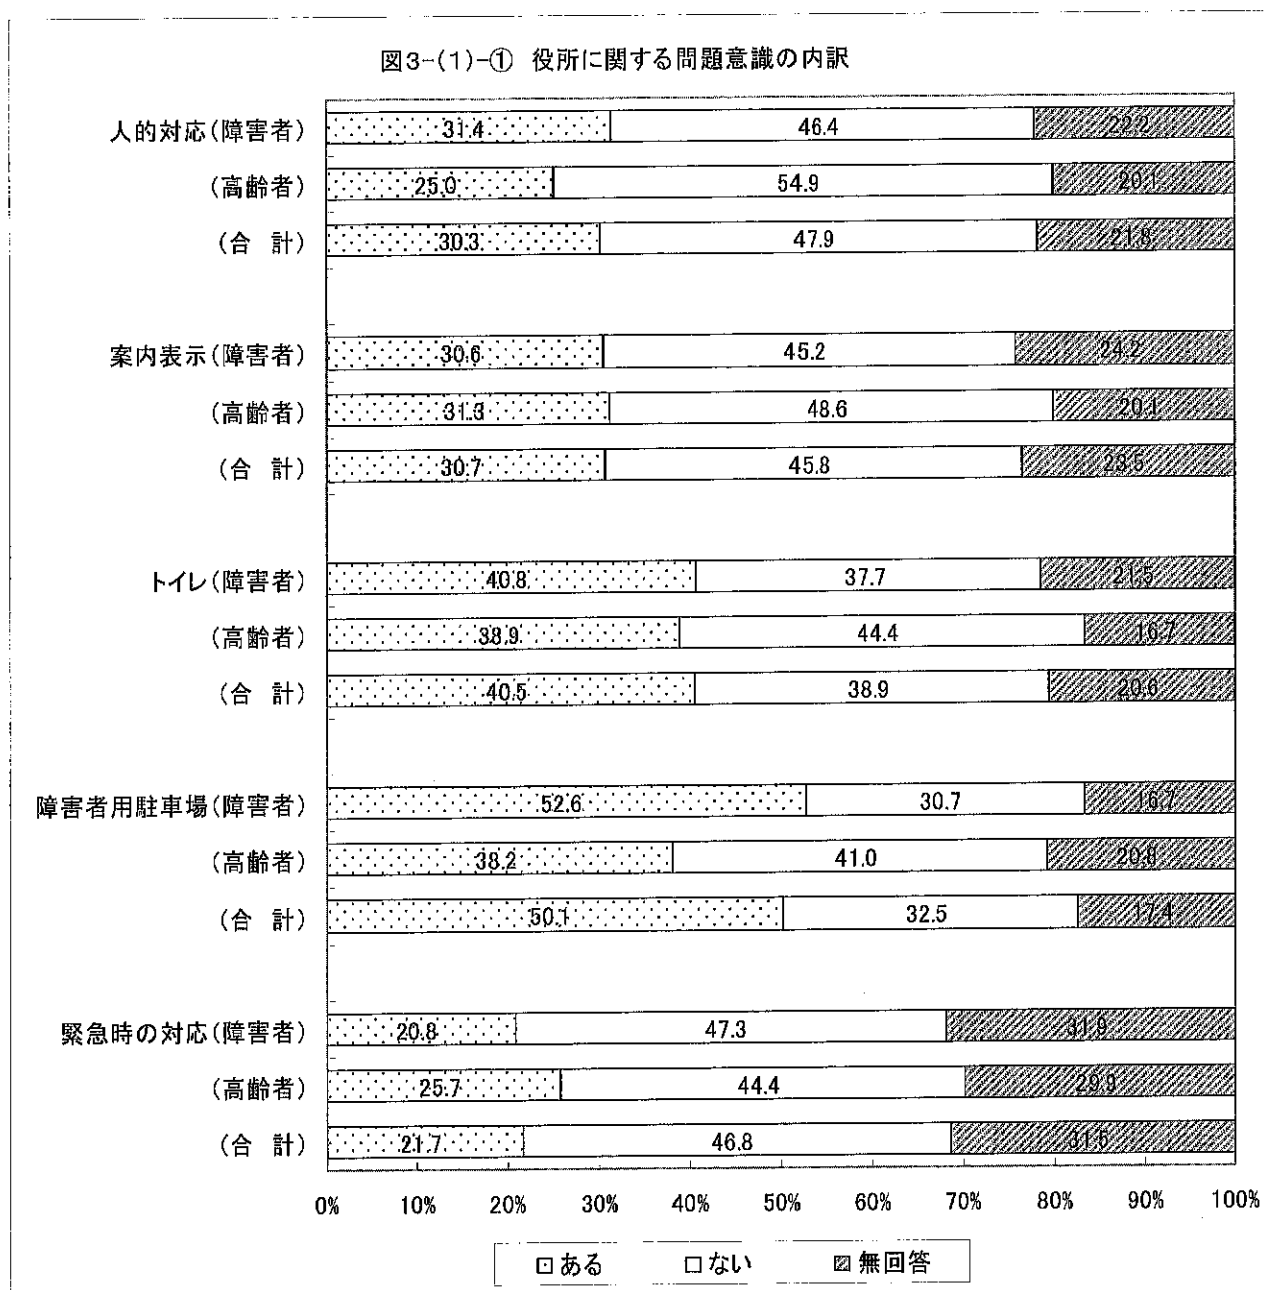 図3-(1)-① 役所に関する問題意識の内訳
人的対応(障害者) 31.4 46.4 22.2
(高齢者) 25.0 54.9 20.1
(合 計) 30.3 47.9 21.8
案内表示(障害者) 30.6 45.2 24.2
(高齢者) 31.3 48.6 20.1
(合 計) 30.7 45.8 23.5
トイレ(障害者) 40.8 37.7 21.5
(高齢者) 38.9 44.4 16.7
(合 計) 40.5 38.9 20.6
障害者用駐車場(障害者) 52.6 30.7 16.7
(高齢者) 38.2 41.0 20.8
(合 計) 50.1 32.5 17.4
緊急時の対応(障害者) 20.8 47.3 31.9
(高齢者) 25.7 44.4 29.9
(合 計) 21.7 46.8 31.5
0% 10% 20% 30% 40% 50% 60% 70% 80% 90% 100%
ある ない 無回答